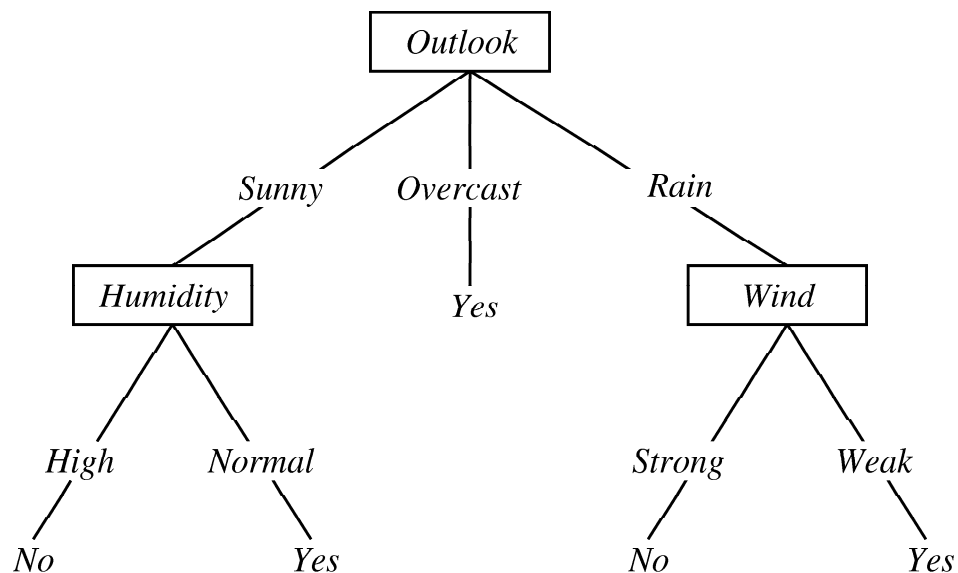 Outlook
Sunny Overcast Rain
Humidity Yes Wind
High Normal Strong Weak
No Yes No Yes